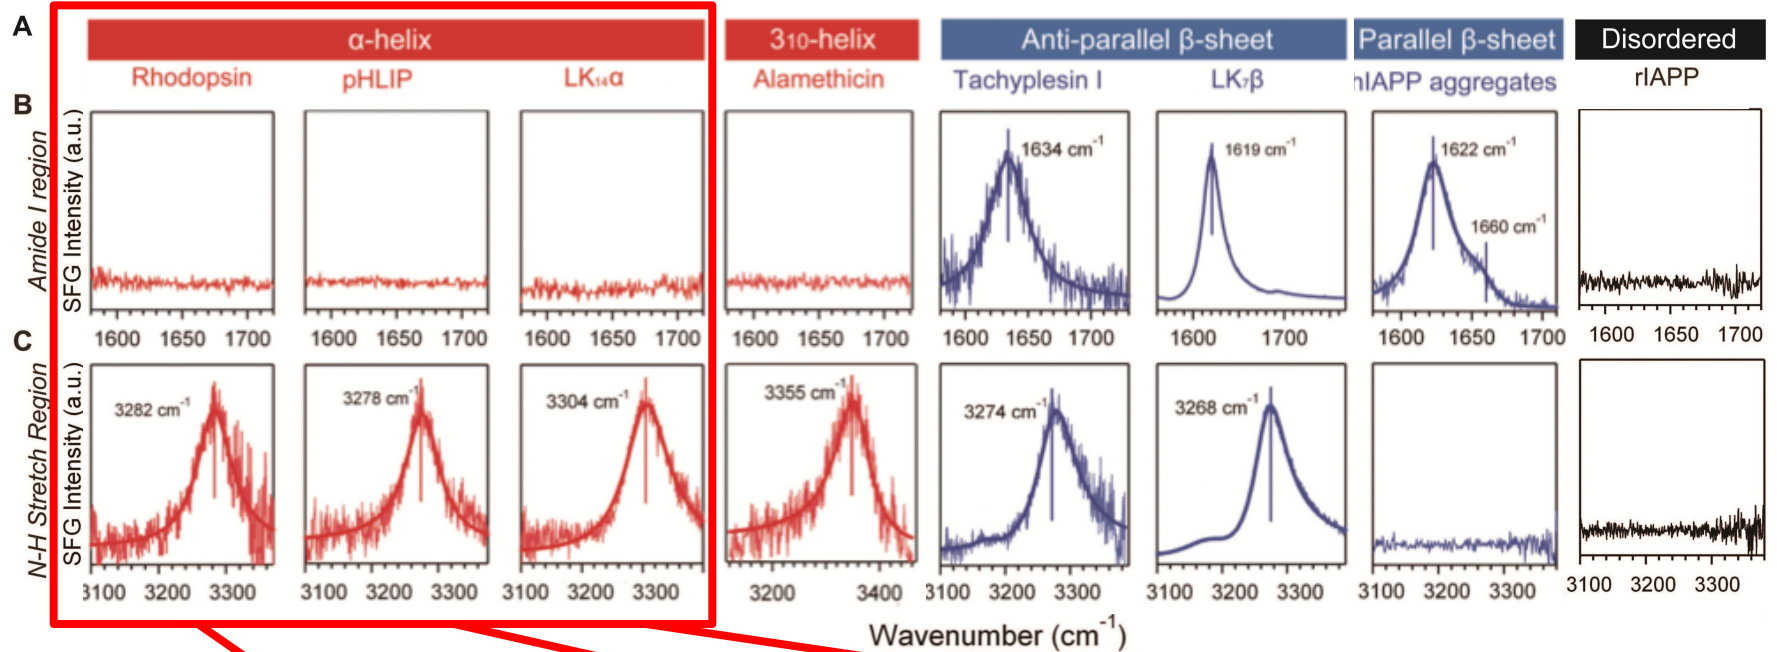 A
α-helix
3₁₀-helix
Anti-parallel β-sheet
Parallel β-sheet
Disordered
Rhodopsin
pHLIP
LK₁₄α
Alamethicin
Tachyplesin I
LK₇β
hIAPP aggregates
rIAPP
B
Amide I region
SFG Intensity (a.u.)
1634 cm⁻¹
1619 cm⁻¹
1622 cm⁻¹
1660 cm⁻¹
1600 1650 1700
1600 1650 1700
1600 1650 1700
1600 1650 1700
1600 1650 1700
1600 1700
1600 1650 1700
1600 1650 1700
C
N-H Stretch Region
SFG Intensity (a.u.)
3282 cm⁻¹
3278 cm⁻¹
3304 cm⁻¹
3355 cm⁻¹
3274 cm⁻¹
3268 cm⁻¹
3100 3200 3300
3100 3200 3300
3100 3200 3300
3200 3400
3100 3200 3300
3100 3200 3300
3100 3200 3300
3100 3200 3300
Wavenumber (cm⁻¹)